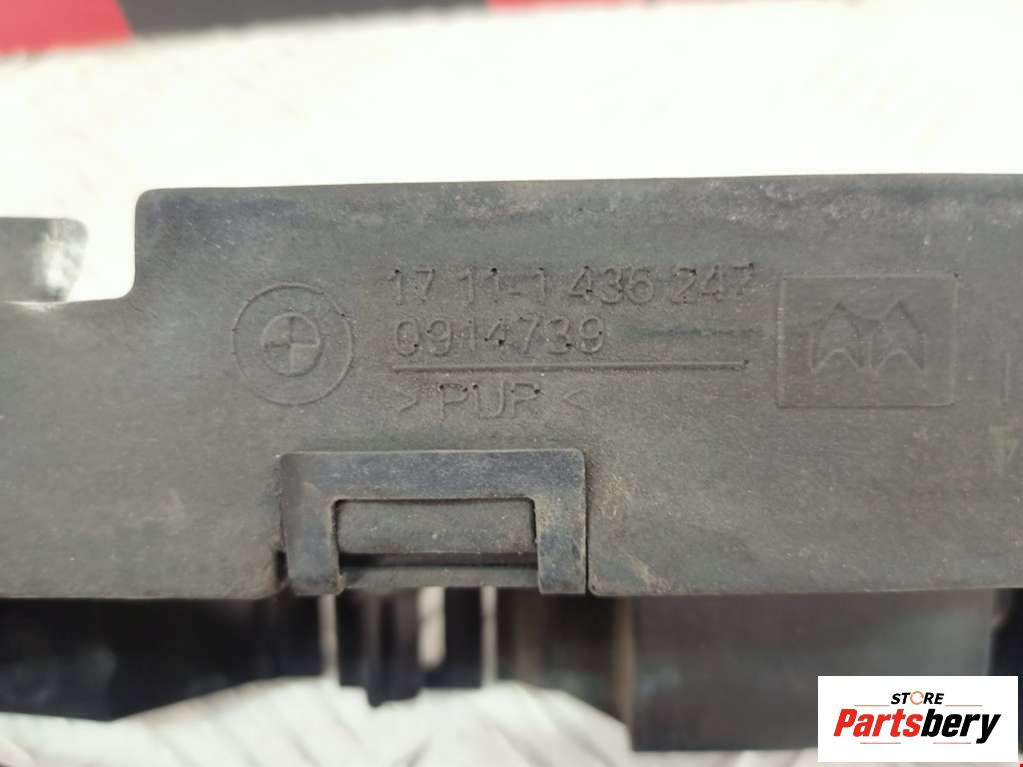 17 11-1 436 247
0914739
>PUR<
STORE
Partsbery